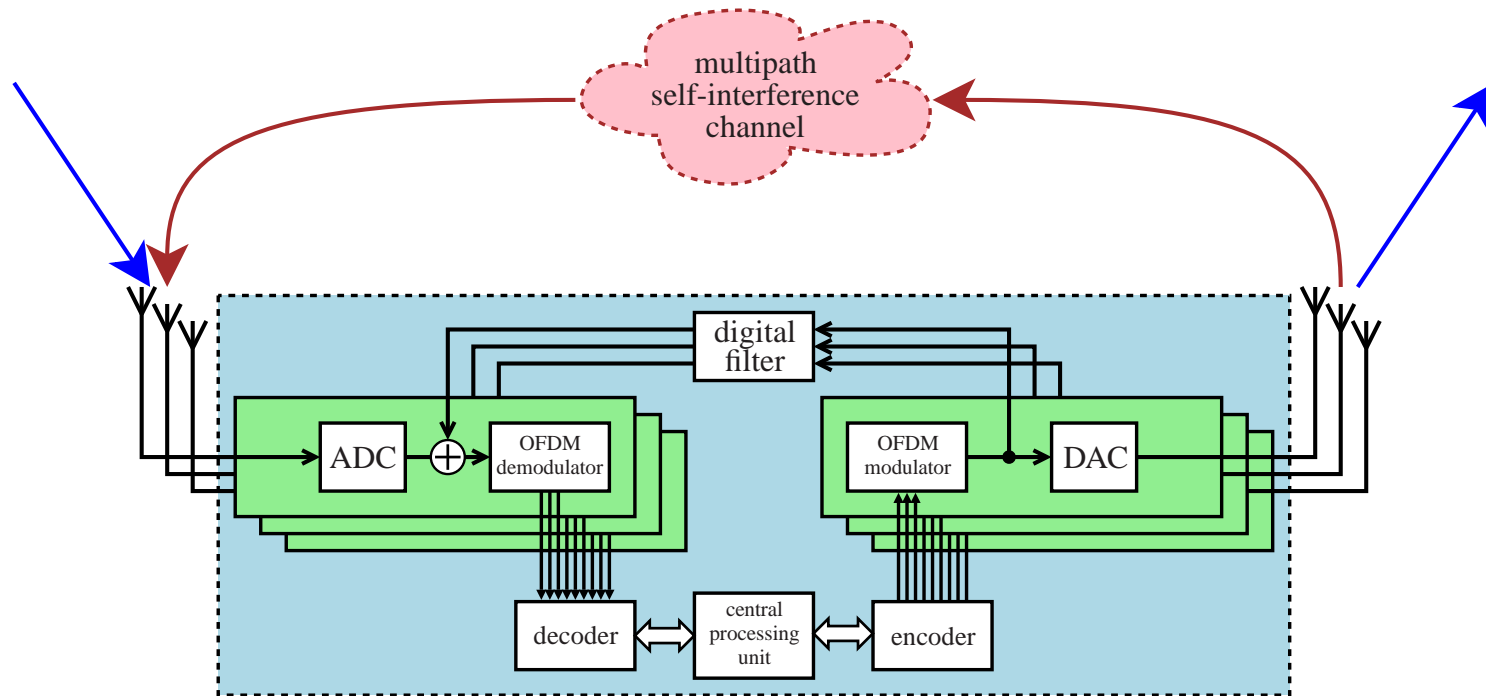 multipath
self-interference
channel
digital
filter
ADC
OFDM
demodulator
OFDM
modulator
DAC
decoder
central
processing
unit
encoder